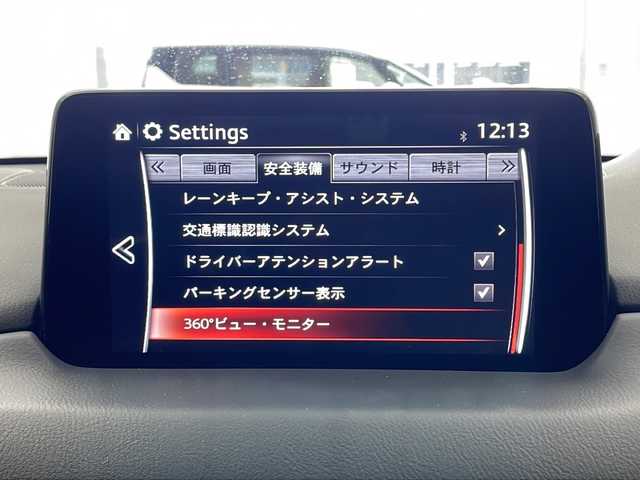 Settings 12:13
≪ 画面 安全装備 サウンド 時計 ≫
レーンキープ・アシスト・システム
交通標識認識システム
ドライバーアテンションアラート
パーキングセンサー表示
360°ビュー・モニター